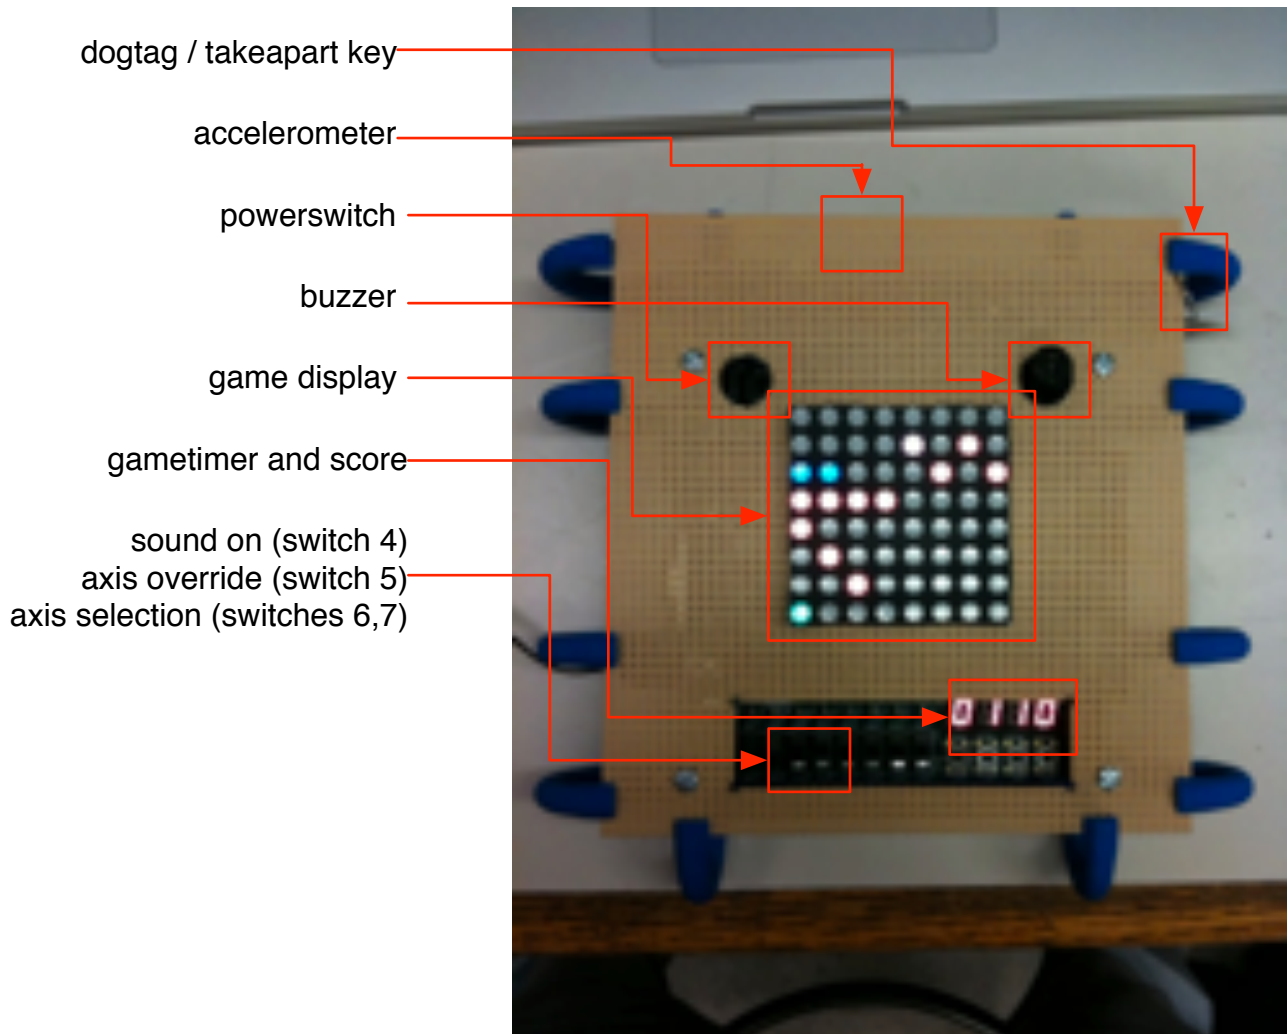 dogtag / takeapart key
accelerometer
powerswitch
buzzer
game display
gametimer and score
sound on (switch 4)
axis override (switch 5)
axis selection (switches 6,7)
0110